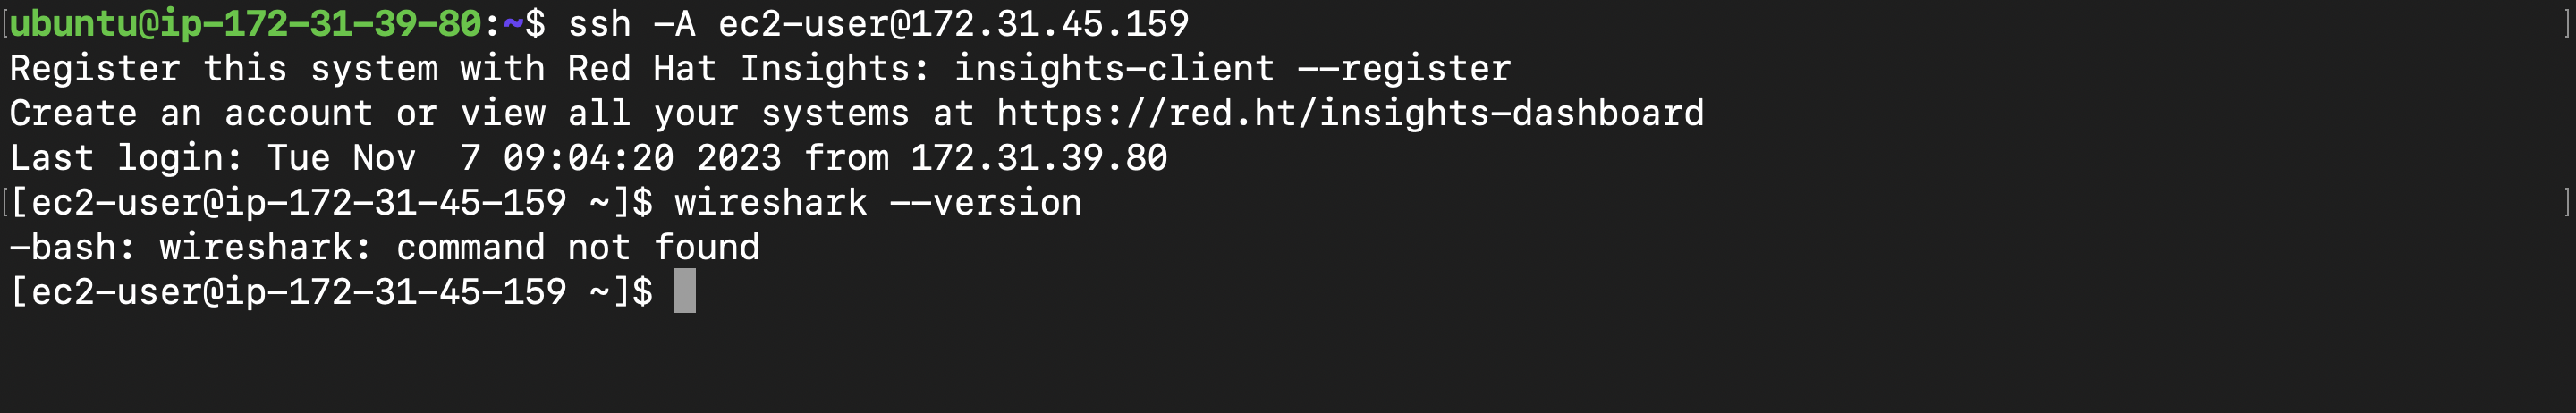 [ubuntu@ip-172-31-39-80:~$ ssh -A ec2-user@172.31.45.159 ]
Register this system with Red Hat Insights: insights-client --register
Create an account or view all your systems at https://red.ht/insights-dashboard
Last login: Tue Nov  7 09:04:20 2023 from 172.31.39.80
[[ec2-user@ip-172-31-45-159 ~]$ wireshark --version ]
-bash: wireshark: command not found
[ec2-user@ip-172-31-45-159 ~]$